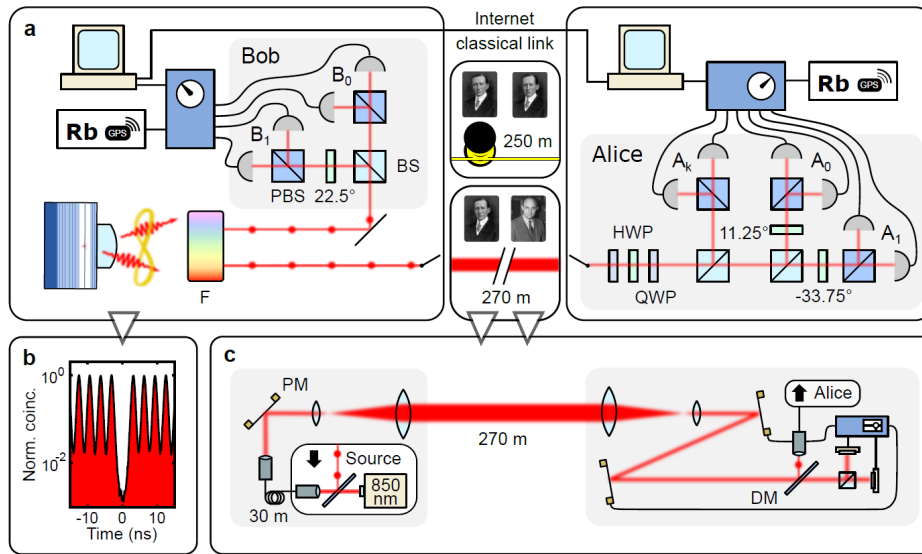 a
Bob
B0
B1
PBS
22.5°
BS
Rb
GPS
F
Internet
classical link
250 m
270 m
Rb
GPS
Alice
Ak
A0
A1
HWP
QWP
11.25°
-33.75°
b
Norm. coinc.
10⁰
10⁻²
-10
0
10
Time (ns)
c
PM
30 m
Source
850
nm
270 m
Alice
DM